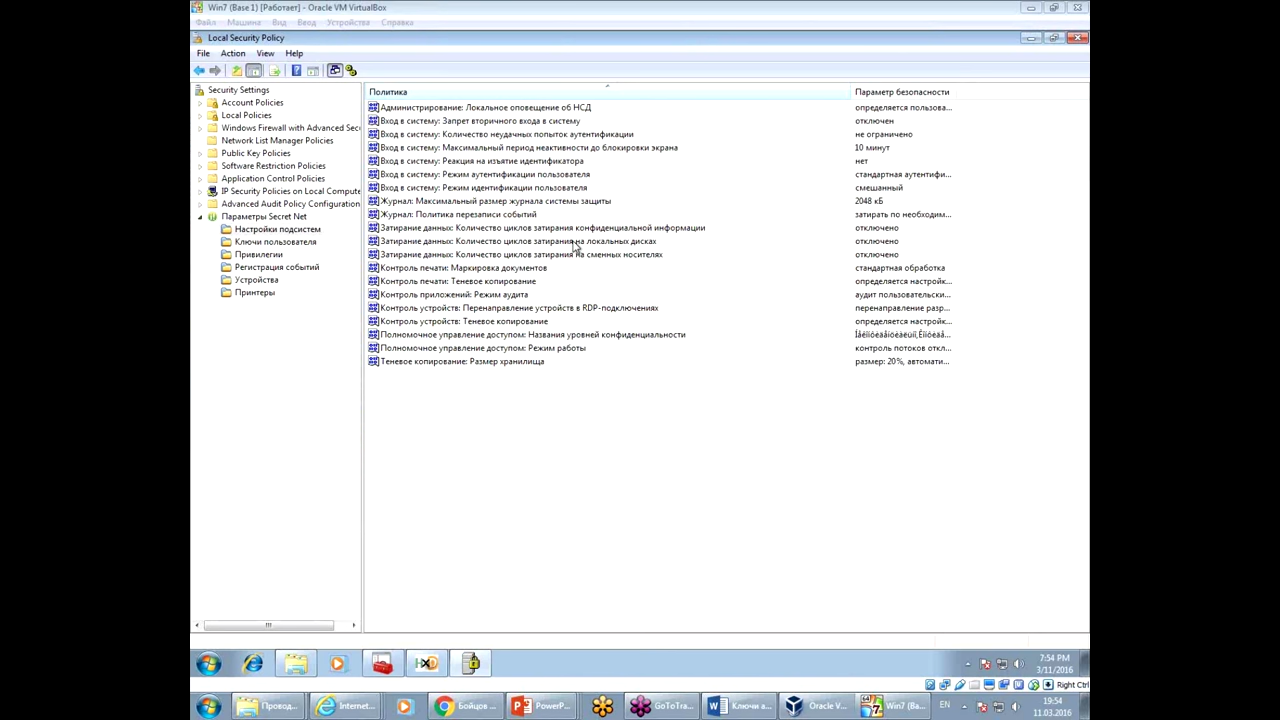 Win7 (Base 1) [Работает] - Oracle VM VirtualBox
Файл Машина Вид Ввод Устройства Справка
Local Security Policy
File Action View Help
Security Settings
Account Policies
Local Policies
Windows Firewall with Advanced Secu
Network List Manager Policies
Public Key Policies
Software Restriction Policies
Application Control Policies
IP Security Policies on Local Compute
Advanced Audit Policy Configuration
Параметры Secret Net
Настройки подсистем
Ключи пользователя
Привилегии
Регистрация событий
Устройства
Принтеры
Политика Параметр безопасности
Администрирование: Локальное оповещение об НСД определяется пользова...
Вход в систему: Запрет вторичного входа в систему отключен
Вход в систему: Количество неудачных попыток аутентификации не ограничено
Вход в систему: Максимальный период неактивности до блокировки экрана 10 минут
Вход в систему: Реакция на изъятие идентификатора нет
Вход в систему: Режим аутентификации пользователя стандартная аутентифи...
Вход в систему: Режим идентификации пользователя смешанный
Журнал: Максимальный размер журнала системы защиты 2048 кБ
Журнал: Политика перезаписи событий затирать по необходим...
Затирание данных: Количество циклов затирания конфиденциальной информации отключено
Затирание данных: Количество циклов затирания на локальных дисках отключено
Затирание данных: Количество циклов затирания на сменных носителях отключено
Контроль печати: Маркировка документов стандартная обработка
Контроль печати: Теневое копирование определяется настройк...
Контроль приложений: Режим аудита аудит пользовательски...
Контроль устройств: Перенаправление устройств в RDP-подключениях перенаправление разр...
Контроль устройств: Теневое копирование определяется настройк...
Полномочное управление доступом: Названия уровней конфиденциальности
Полномочное управление доступом: Режим работы контроль потоков откл...
Теневое копирование: Размер хранилища размер: 20%, автомати...
7:54 PM
3/11/2016
Right Ctrl
Провод... Internet... Бойцов ... PowerP... GoToTra... Ключи а... Oracle V... Win7 (Ba... EN
19:54
11.03.2016